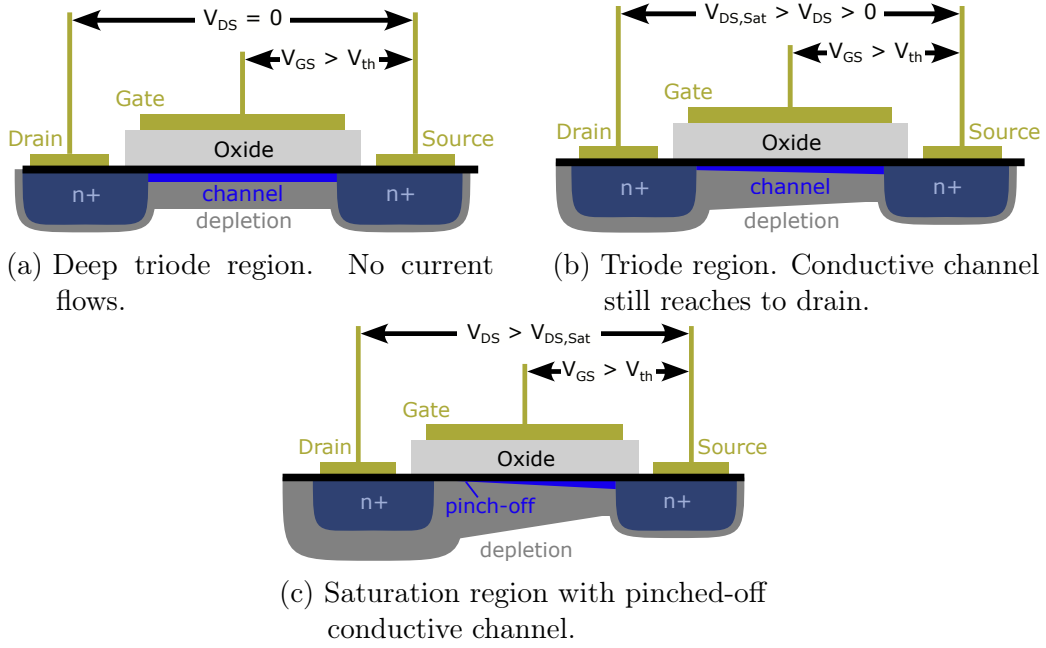 V_DS = 0
V_GS > V_th
Gate
Drain
Oxide
Source
n+
channel
n+
depletion
(a) Deep triode region. No current
flows.
V_DS,Sat > V_DS > 0
V_GS > V_th
Gate
Drain
Oxide
Source
n+
channel
n+
depletion
(b) Triode region. Conductive channel
still reaches to drain.
V_DS > V_DS,Sat
V_GS > V_th
Gate
Drain
Oxide
Source
n+
pinch-off
n+
depletion
(c) Saturation region with pinched-off
conductive channel.